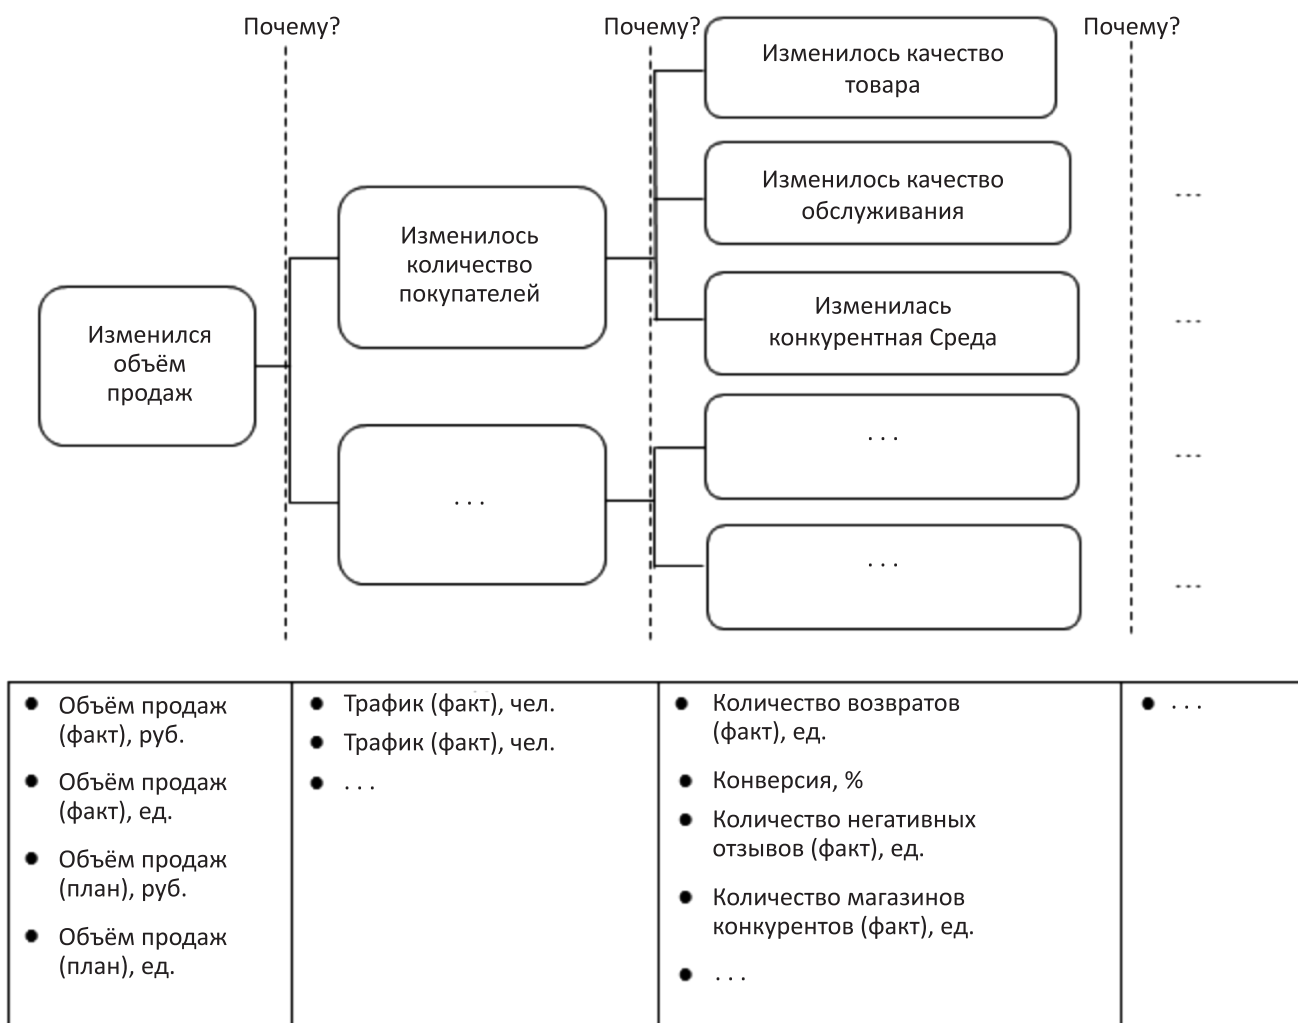 Почему?
Почему?
Почему?
Изменилось качество
товара
Изменилось качество
обслуживания
- - -
Изменилось
количество
покупателей
Изменилась
конкурентная Среда
- - -
Изменился
объём
продаж
. . .
- - -
. . .
. . .
- - -
● Объём продаж
(факт), руб.
● Объём продаж
(факт), ед.
● Объём продаж
(план), руб.
● Объём продаж
(план), ед.
● Трафик (факт), чел.
● Трафик (факт), чел.
● . . .
● Количество возвратов
(факт), ед.
● Конверсия, %
● Количество негативных
отзывов (факт), ед.
● Количество магазинов
конкурентов (факт), ед.
● . . .
● . . .